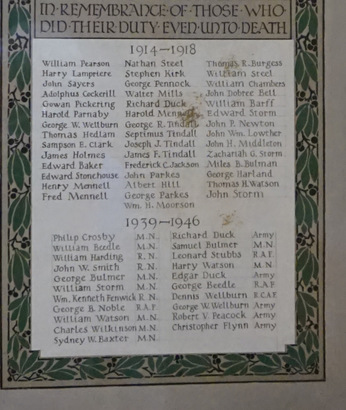 IN·REMEMBRANCE·OF·THOSE·WHO
DID·THEIR·DUTY·EVEN·UNTO·DEATH
1914–1918
William Pearson
Harry Lampriere
John Sayers
Adolphus Cockerill
Gowan Pickering
Harold Parnaby
George W. Wellburn
Thomas Hedlam
Sampson E. Clark
James Holmes
Edward Baker
Edward Stonehouse
Henry Mennell
Fred Mennell
Nathan Steel
Stephen Kirk
George Pennock
Walter Mills
Richard Duck
Harold Mennell
George R. Tindall
Septimus Tindall
Joseph J. Tindall
James F. Tindall
Frederick C. Jackson
John Parkes
Albert Hill
George Parkes
Wm. H. Moorson
Thomas R. Burgess
William Steel
William Chambers
John Dobree Bell
William Barff
Edward Storm
John P. Newton
John Wm. Lowther
John H. Middleton
Zachariah G. Storm
Miles B. Bulman
George Harland
Thomas H. Watson
John Storm
1939–1946
Philip Crosby M.N.
William Beedle M.N.
William Harding R.N.
John W. Smith R.N.
George Bulmer M.N.
William Storm M.N.
Wm. Kenneth Fenwick R.N.
George B. Noble R.A.F.
William Watson M.N.
Charles Wilkinson M.N.
Sydney W. Baxter M.N.
Richard Duck Army
Samuel Bulmer M.N.
Leonard Stubbs R.A.F.
Harry Watson M.N.
Edgar Duck Army
George Beedle R.A.F.
Dennis Wellburn R.C.A.F.
George W. Wellburn Army
Robert V. Peacock Army
Christopher Flynn Army